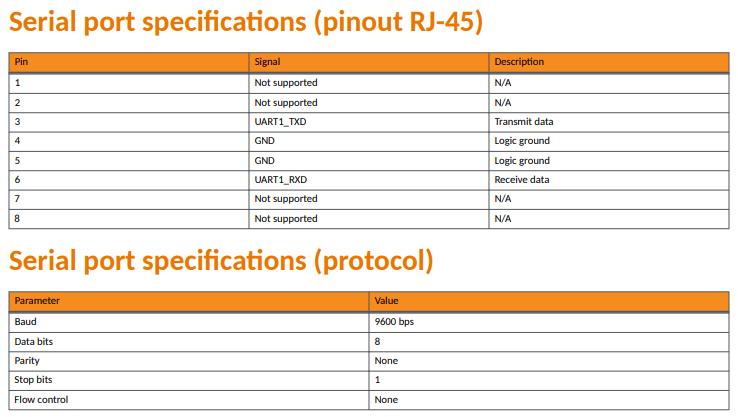 Serial port specifications (pinout RJ-45)
Pin Signal Description
1 Not supported N/A
2 Not supported N/A
3 UART1_TXD Transmit data
4 GND Logic ground
5 GND Logic ground
6 UART1_RXD Receive data
7 Not supported N/A
8 Not supported N/A
Serial port specifications (protocol)
Parameter Value
Baud 9600 bps
Data bits 8
Parity None
Stop bits 1
Flow control None